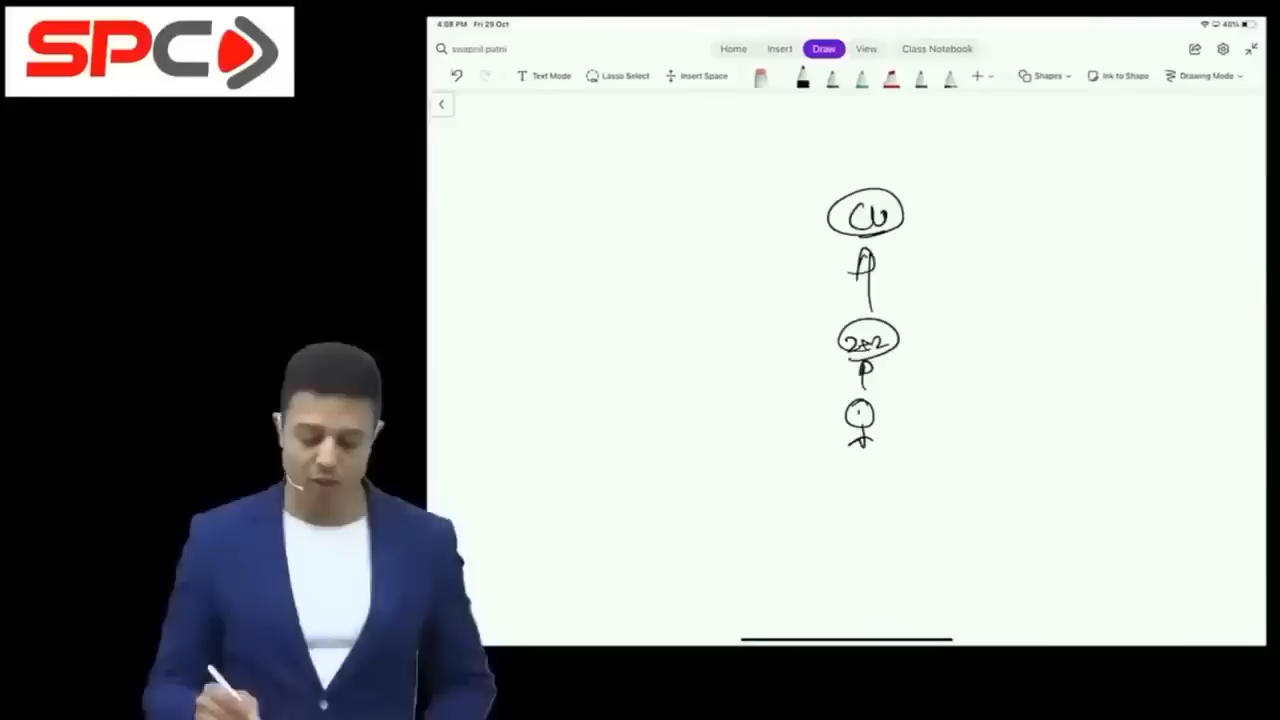 SPC
4:08 PM Fri 29 Oct
46%
swapnil patni
Home Insert Draw View Class Notebook
Text Mode Lasso Select Insert Space Shapes Ink to Shape Drawing Mode